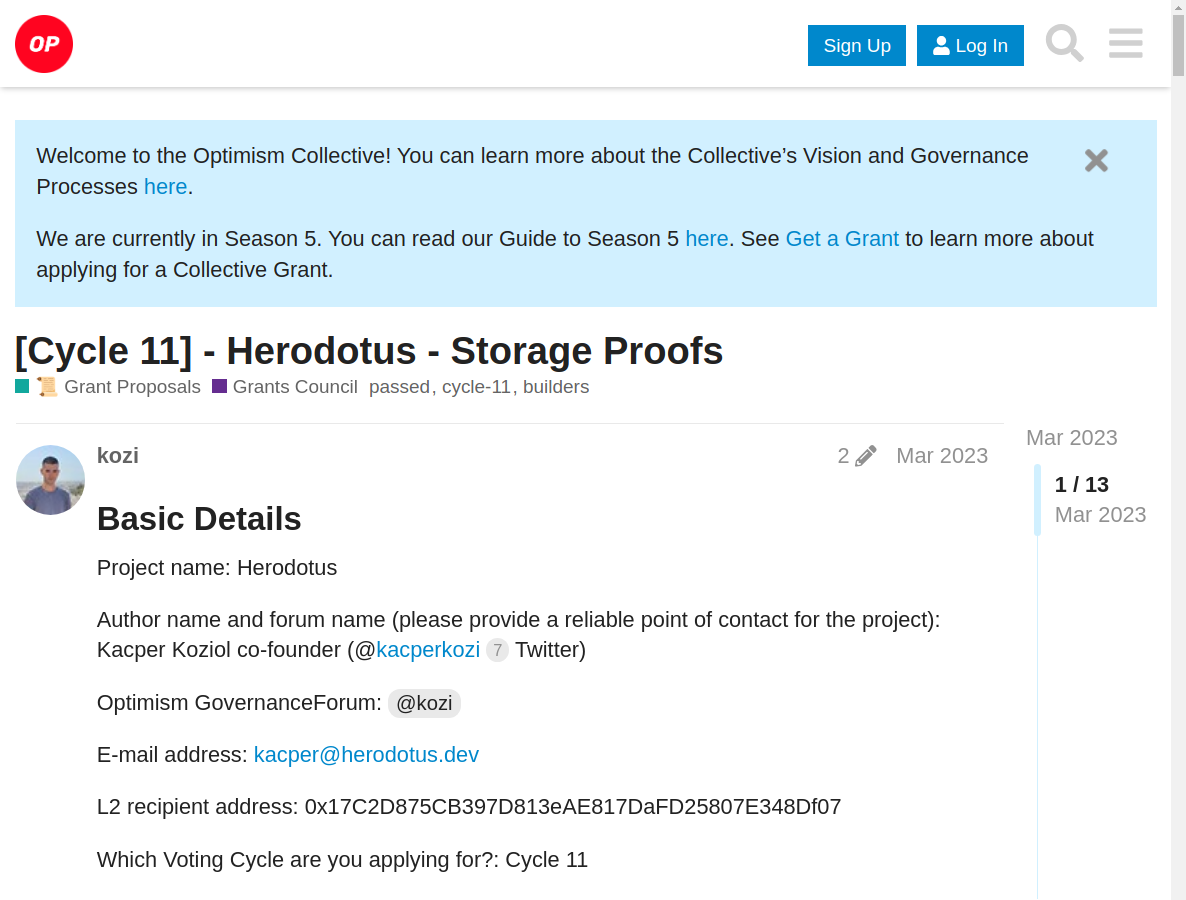 OP
Sign Up
Log In
Welcome to the Optimism Collective! You can learn more about the Collective’s Vision and Governance
Processes here.
We are currently in Season 5. You can read our Guide to Season 5 here. See Get a Grant to learn more about
applying for a Collective Grant.
[Cycle 11] - Herodotus - Storage Proofs
📜 Grant Proposals Grants Council passed, cycle-11, builders
kozi 2 Mar 2023
Mar 2023
1 / 13
Mar 2023
Basic Details
Project name: Herodotus
Author name and forum name (please provide a reliable point of contact for the project):
Kacper Koziol co-founder (@kacperkozi 7 Twitter)
Optimism GovernanceForum: @kozi
E-mail address: kacper@herodotus.dev
L2 recipient address: 0x17C2D875CB397D813eAE817DaFD25807E348Df07
Which Voting Cycle are you applying for?: Cycle 11